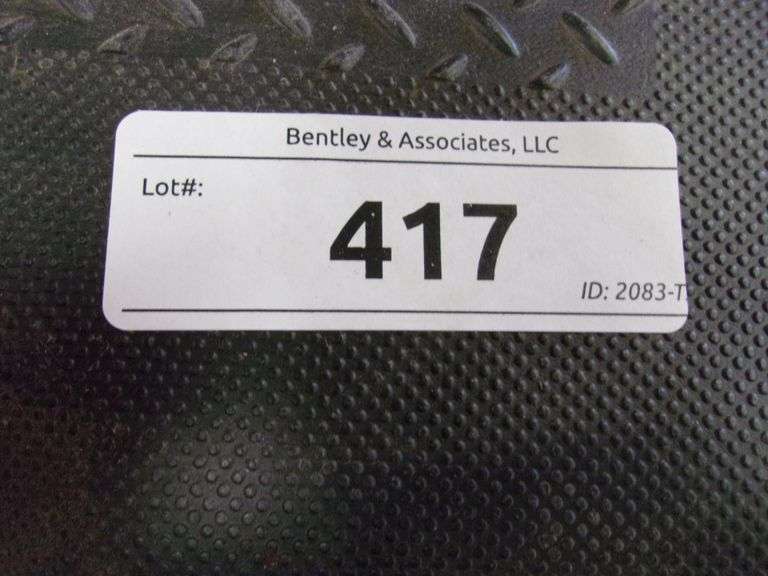 Bentley & Associates, LLC
Lot#:
417
ID: 2083-T